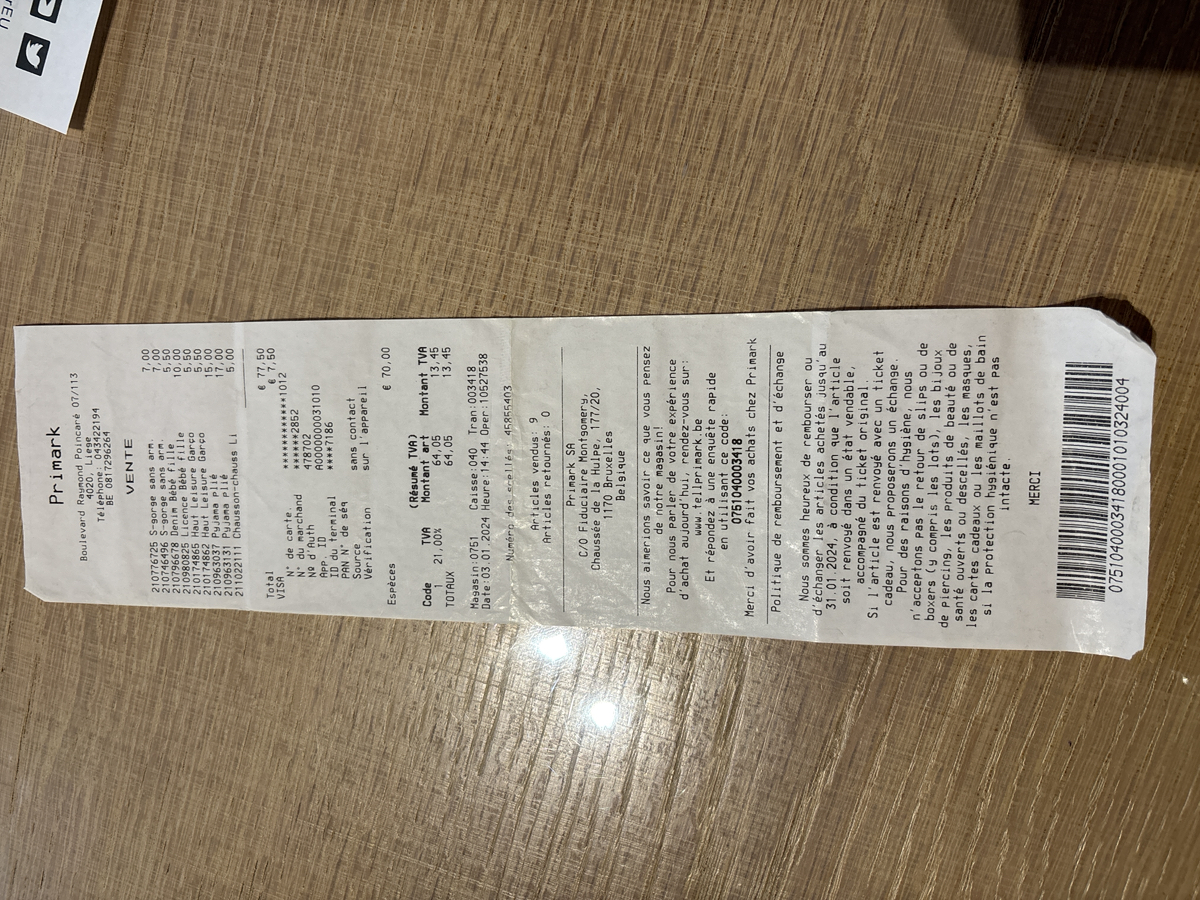 Primark
Boulevard Raymond Poincaré 07/113
4020, Liege
Téléphone: 043422194
BE 0817296264
VENTE
210776726 S-gorge sans arm. 7,00
210746496 S-gorge sans arm. 7,00
210796678 Denim Bébé fille 5,50
210980825 Licence Bébé fille 10,00
210174865 Haut Leisure Garço 5,50
210174862 Haut Leisure Garço 5,50
210963037 Pyjama plié 15,00
210963131 Pyjama plié 17,00
211022111 Chausson-chauss Li 5,00
Total € 77,50
VISA € 7,50
N° de carte. ************1012
N° du marchand ******2852
Nº d'Auth 478702
App. ID A0000000031010
ID du terminal ****7186
PAN N° de séq
Source sans contact
Vérification sur l'appareil
Espèces € 70,00
(Résumé TVA)
Code TVA Montant art Montant TVA
1 21,00% 64,05 13,45
TOTAUX 64,05 13,45
Magasin:0751 Caisse:040 Tran:003418
Date:03.01.2024 Heure:14:44 Oper:10527538
Numéro des scellés
Articles vendus: 9
Articles retournés: 0
Primark SA
C/O Fiduciaire Montgomery,
Chaussée de la Hulpe, 177/20,
1170 Bruxelles
Belgique
Nous aimerions savoir ce que vous pensez
de notre magasin!
Pour nous parler de votre expérience
d'achat aujourd'hui, rendez-vous sur:
www.tellprimark.be
Et répondez à une enquête rapide
en utilisant ce code:
0751040003418
Merci d'avoir fait vos achats chez Primark
Politique de remboursement et d'échange
Nous sommes heureux de rembourser ou
d'échanger les articles achetés jusqu'au
31.01.2024, à condition que l'article
soit renvoyé dans un état vendable,
accompagné du ticket original.
Si l'article est renvoyé avec un ticket
cadeau, nous proposerons un échange.
Pour des raisons d'hygiène, nous
n'acceptons pas le retour de slips ou de
boxers (y compris les lots), les bijoux
de piercing, les produits de beauté ou de
santé ouverts ou descellés, les masques,
les cartes cadeaux ou les maillots de bain
si la protection hygiénique n'est pas
intacte.
MERCI
07510400034180001010324004